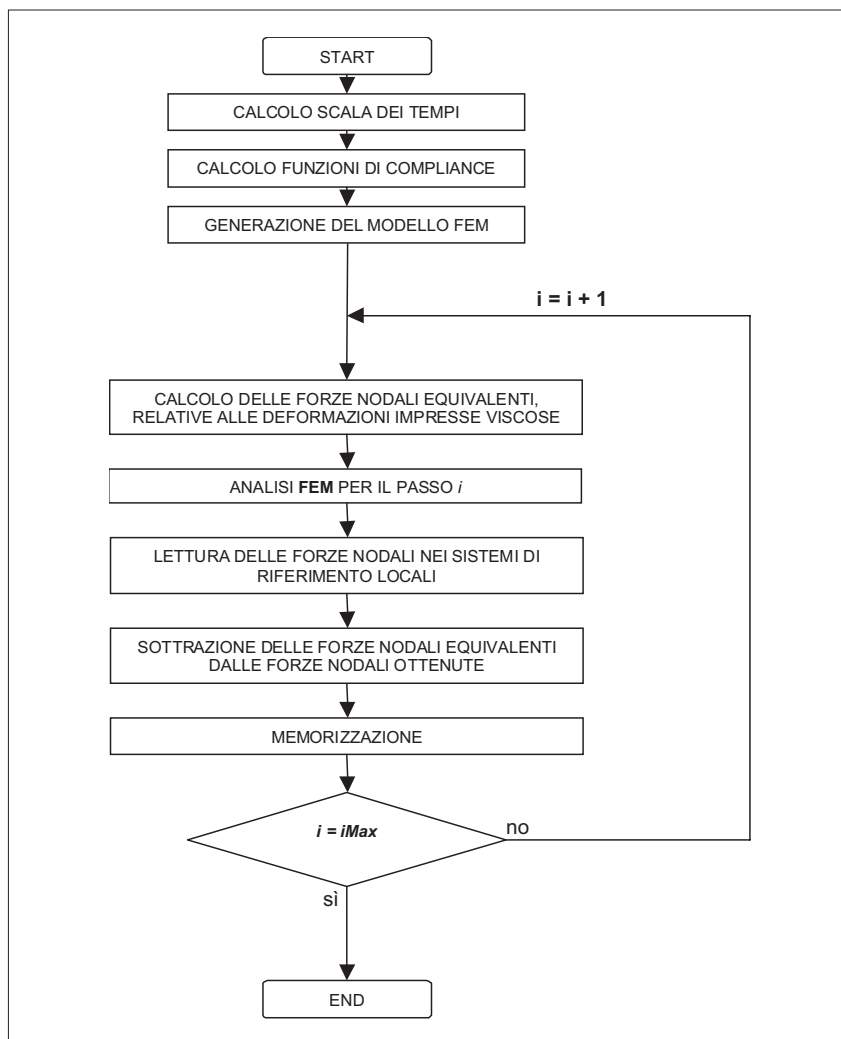 START
CALCOLO SCALA DEI TEMPI
CALCOLO FUNZIONI DI COMPLIANCE
GENERAZIONE DEL MODELLO FEM
i = i + 1
CALCOLO DELLE FORZE NODALI EQUIVALENTI,
RELATIVE ALLE DEFORMAZIONI IMPRESSE VISCOSE
ANALISI FEM PER IL PASSO i
LETTURA DELLE FORZE NODALI NEI SISTEMI DI
RIFERIMENTO LOCALI
SOTTRAZIONE DELLE FORZE NODALI EQUIVALENTI
DALLE FORZE NODALI OTTENUTE
MEMORIZZAZIONE
i = iMax
no
sì
END